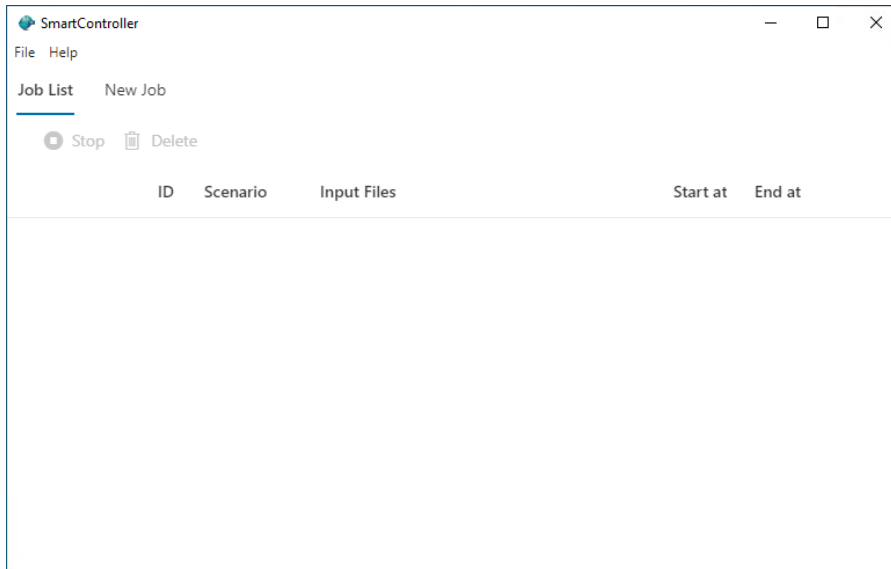 SmartController
File Help
Job List New Job
Stop Delete
ID Scenario Input Files Start at End at